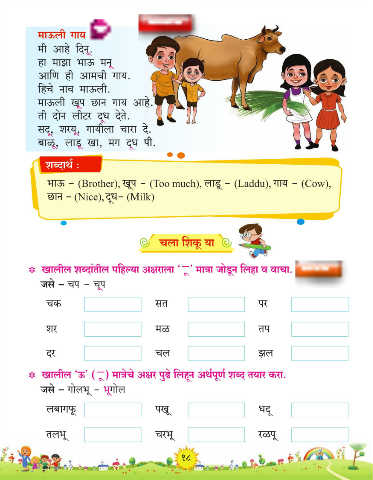 माऊली गाय
मी आहे दिनू.
हा माझा भाऊ मनू
आणि ही आमची गाय.
हिचे नाव माऊली.
माऊली खूप छान गाय आहे.
ती दोन लीटर दूध देते.
सदू, शरयू, गायीला चारा दे.
बाळू, लाडू खा, मग दूध पी.
शब्दार्थ :
भाऊ – (Brother), खूप – (Too much), लाडू – (Laddu), गाय – (Cow),
छान – (Nice), दूध– (Milk)
चला शिकू या
खालील शब्दांतील पहिल्या अक्षराला ‘ ू’ मात्रा जोडून लिहा व वाचा.
जसे – चप – चूप
चक सत पर
शर मळ तप
दर चल झल
खालील ‘ऊ’ ( ू) मात्रेचे अक्षर पुढे लिहून अर्थपूर्ण शब्द तयार करा.
जसे – गोलभू – भूगोल
लबागफू पखू धदू
तलभू चरभू रळपू
१८